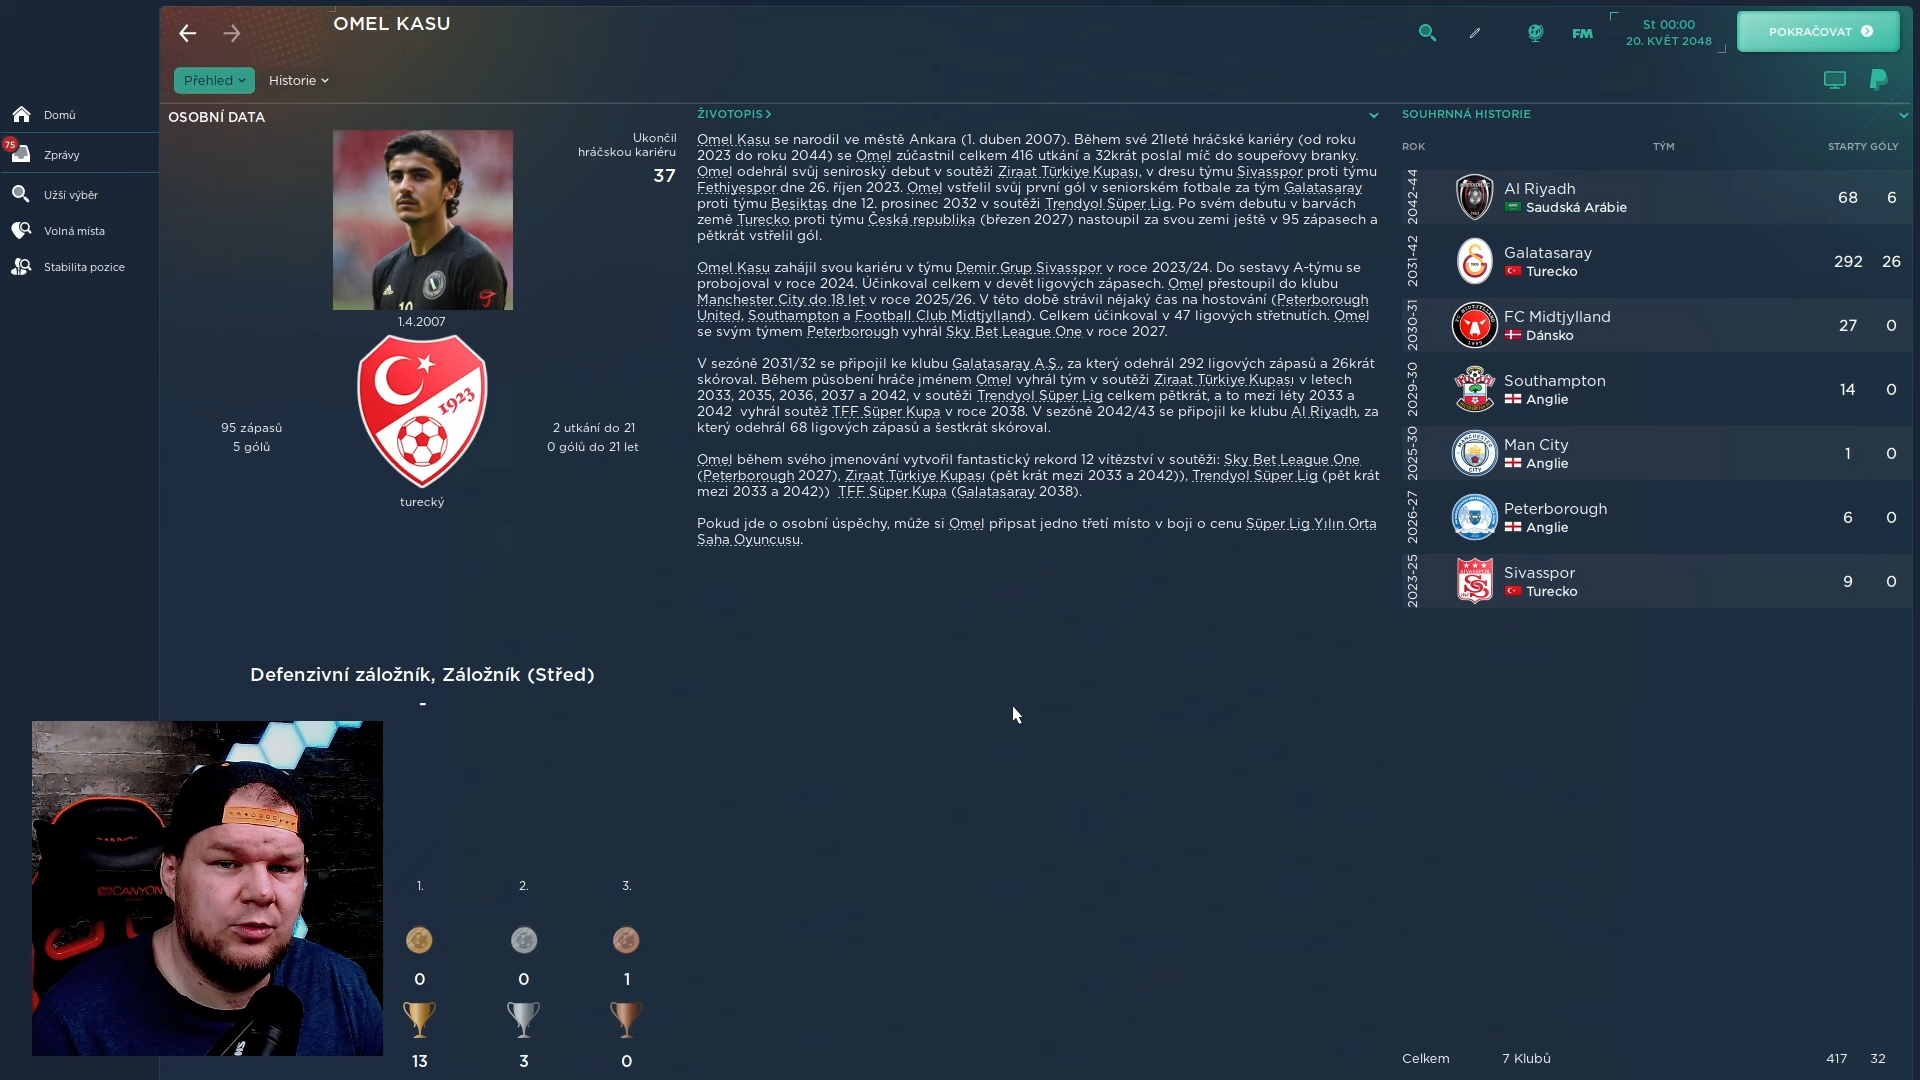 OMEL KASU
FM
St 00:00
20. KVĚT 2048
POKRAČOVAT
Přehled
Historie
Domů
75
Zprávy
Užší výběr
Volná místa
Stabilita pozice
OSOBNÍ DATA
Ukončil
hráčskou kariéru
37
10
1.4.2007
1923
95 zápasů
5 gólů
2 utkání do 21
0 gólů do 21 let
turecký
Defenzivní záložník, Záložník (Střed)
-
1. 2. 3.
0 0 1
13 3 0
CANYON
ŽIVOTOPIS
Omel Kasu se narodil ve městě Ankara (1. duben 2007). Během své 21leté hráčské kariéry (od roku
2023 do roku 2044) se Omel zúčastnil celkem 416 utkání a 32krát poslal míč do soupeřovy branky.
Omel odehrál svůj seniroský debut v soutěži Ziraat Türkiye Kupası, v dresu týmu Sivasspor proti týmu
Fethiyespor dne 26. říjen 2023. Omel vstřelil svůj první gól v seniorském fotbale za tým Galatasaray
proti týmu Besiktaş dne 12. prosinec 2032 v soutěži Trendyol Süper Lig. Po svém debutu v barvách
země Turecko proti týmu Česká republika (březen 2027) nastoupil za svou zemi ještě v 95 zápasech a
pětkrát vstřelil gól.
Omel Kasu zahájil svou kariéru v týmu Demir Grup Sivasspor v roce 2023/24. Do sestavy A-týmu se
probojoval v roce 2024. Účinkoval celkem v devět ligových zápasech. Omel přestoupil do klubu
Manchester City do 18 let v roce 2025/26. V této době strávil nějaký čas na hostování (Peterborough
United, Southampton a Football Club Midtjylland). Celkem účinkoval v 47 ligových střetnutích. Omel
se svým týmem Peterborough vyhrál Sky Bet League One v roce 2027.
V sezóně 2031/32 se připojil ke klubu Galatasaray A.Ş., za který odehrál 292 ligových zápasů a 26krát
skóroval. Během působení hráče jménem Omel vyhrál tým v soutěži Ziraat Türkiye Kupası v letech
2033, 2035, 2036, 2037 a 2042, v soutěži Trendyol Süper Lig celkem pětkrát, a to mezi léty 2033 a
2042 vyhrál soutěž TFF Süper Kupa v roce 2038. V sezóně 2042/43 se připojil ke klubu Al Riyadh, za
který odehrál 68 ligových zápasů a šestkrát skóroval.
Omel během svého jmenování vytvořil fantastický rekord 12 vítězství v soutěži: Sky Bet League One
(Peterborough 2027), Ziraat Türkiye Kupası (pět krát mezi 2033 a 2042)), Trendyol Süper Lig (pět krát
mezi 2033 a 2042)) TFF Süper Kupa (Galatasaray 2038).
Pokud jde o osobní úspěchy, může si Omel připsat jedno třetí místo v boji o cenu Süper Lig Yılın Orta
Saha Oyuncusu.
SOUHRNNÁ HISTORIE
ROK TÝM STARTY GÓLY
2042-44 Al Riyadh 68 6
Saudská Arábie
2031-42 Galatasaray 292 26
Turecko
2030-31 FC Midtjylland 27 0
Dánsko
2029-30 Southampton 14 0
Anglie
2025-30 Man City 1 0
Anglie
2026-27 Peterborough 6 0
Anglie
2023-25 Sivasspor 9 0
Turecko
Celkem 7 Klubů 417 32